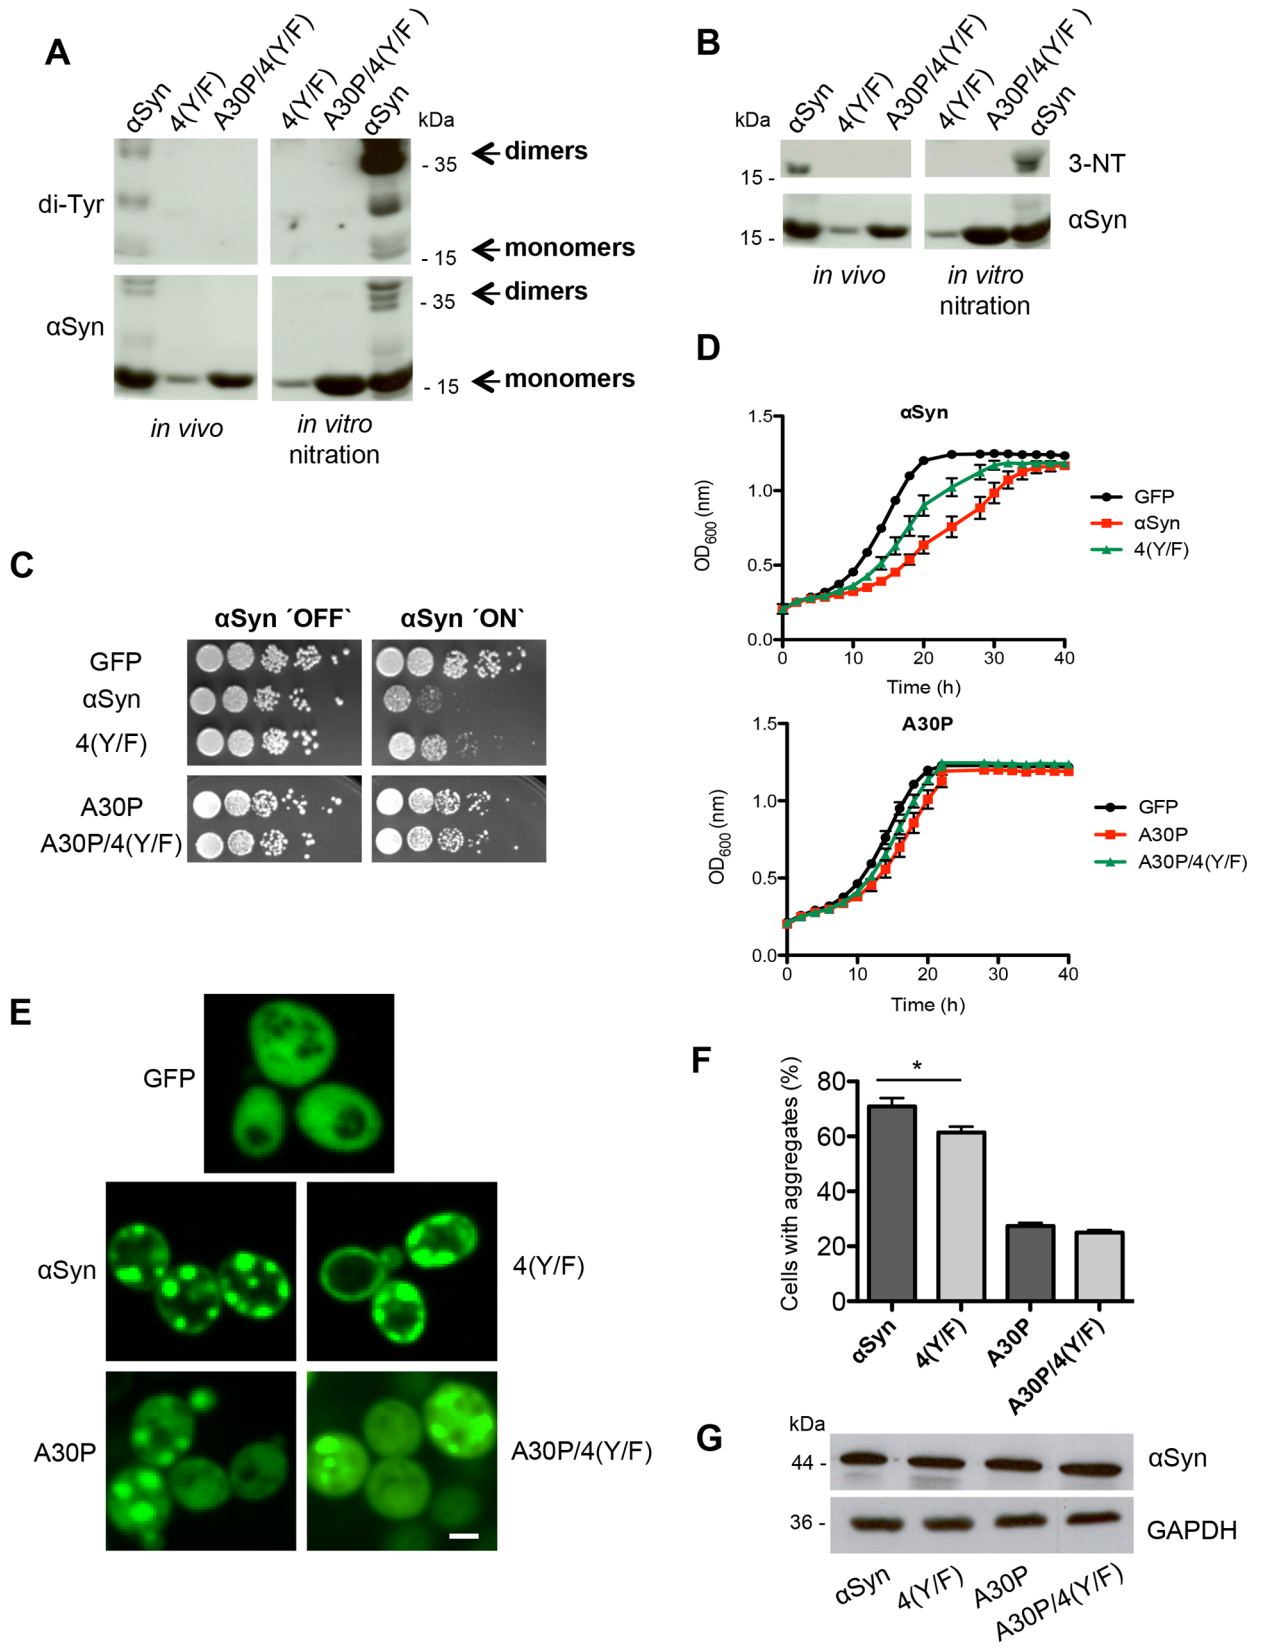 A
αSyn
4(Y/F)
A30P/4(Y/F)
4(Y/F)
A30P/4(Y/F )
αSyn
kDa
di-Tyr
- 35
dimers
- 15
monomers
αSyn
- 35
dimers
- 15
monomers
in vivo
in vitro
nitration
B
kDa
αSyn
4(Y/F)
A30P/4(Y/F)
4(Y/F)
A30P/4(Y/F )
αSyn
15 -
3-NT
15 -
αSyn
in vivo
in vitro
nitration
C
αSyn ´OFF`
αSyn ´ON`
GFP
αSyn
4(Y/F)
A30P
A30P/4(Y/F)
D
αSyn
OD600 (nm)
1.5
1.0
0.5
0.0
0
10
20
30
40
Time (h)
GFP
αSyn
4(Y/F)
A30P
OD600 (nm)
1.5
1.0
0.5
0.0
0
10
20
30
40
Time (h)
GFP
A30P
A30P/4(Y/F)
E
GFP
αSyn
4(Y/F)
A30P
A30P/4(Y/F)
F
Cells with aggregates (%)
80
60
40
20
0
*
αSyn
4(Y/F)
A30P
A30P/4(Y/F)
G
kDa
44 -
αSyn
36 -
GAPDH
αSyn
4(Y/F)
A30P
A30P/4(Y/F)